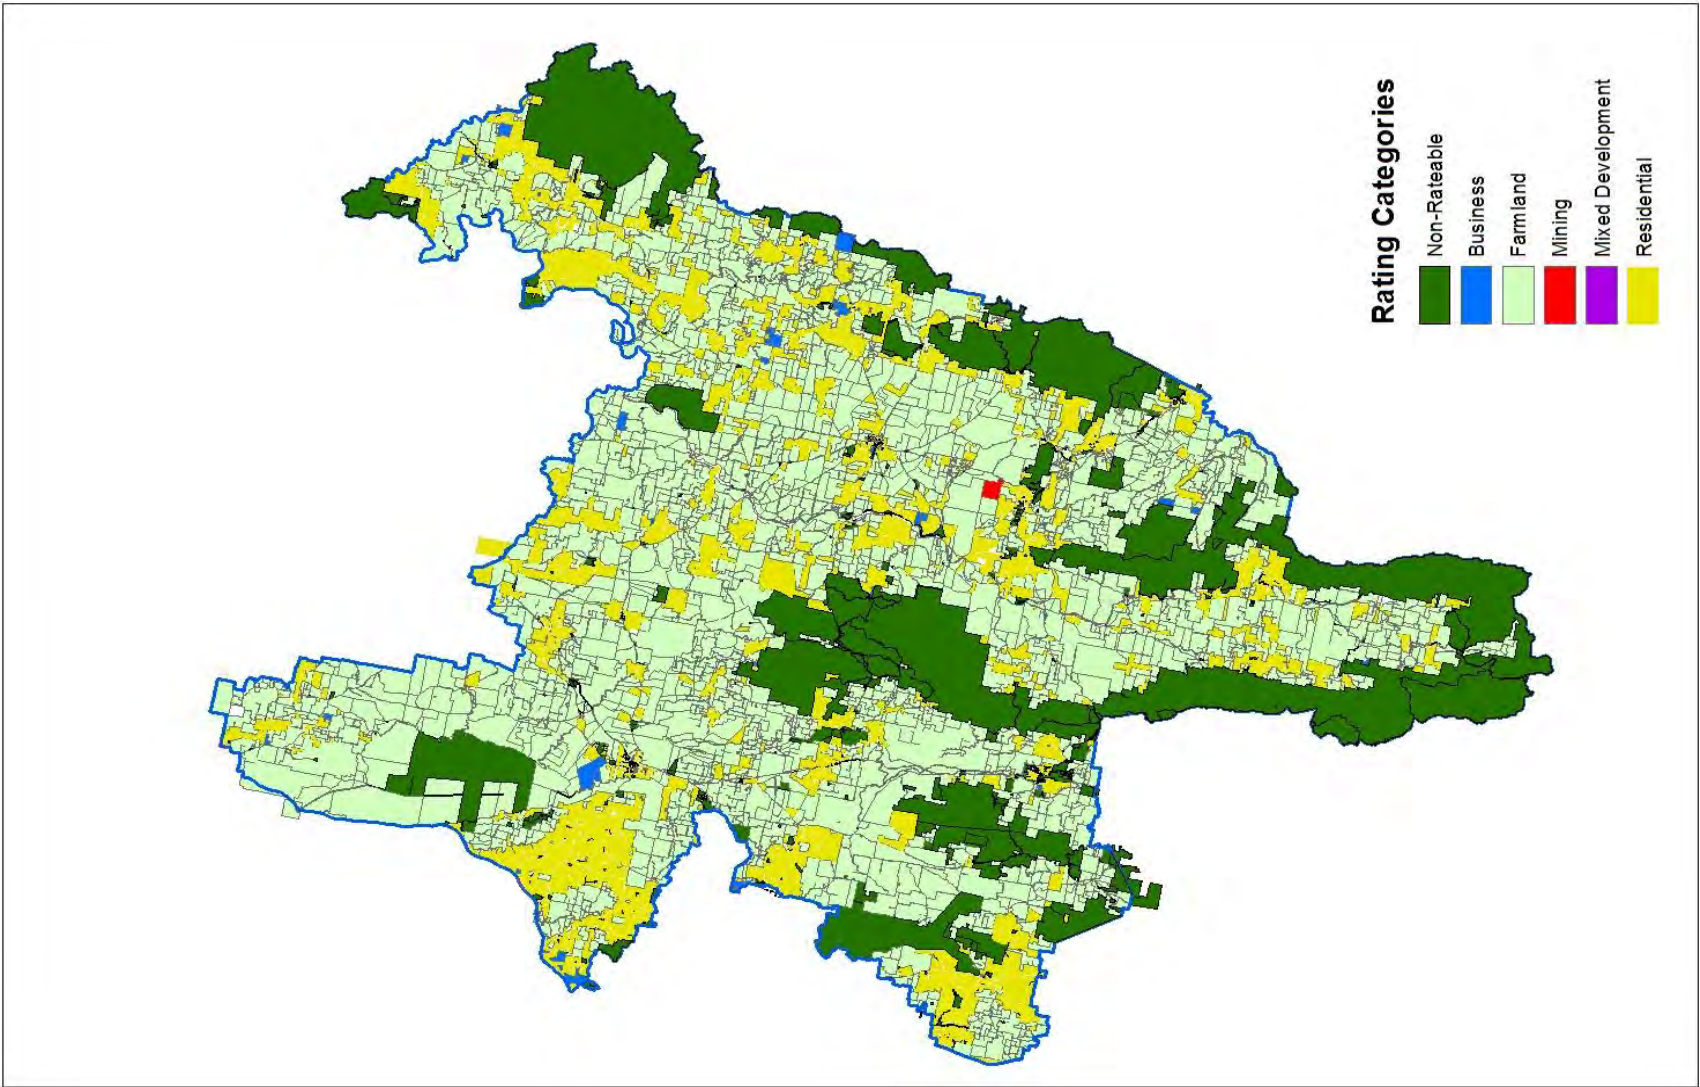 Rating Categories
Non-Rateable
Business
Farmland
Mining
Mixed Development
Residential